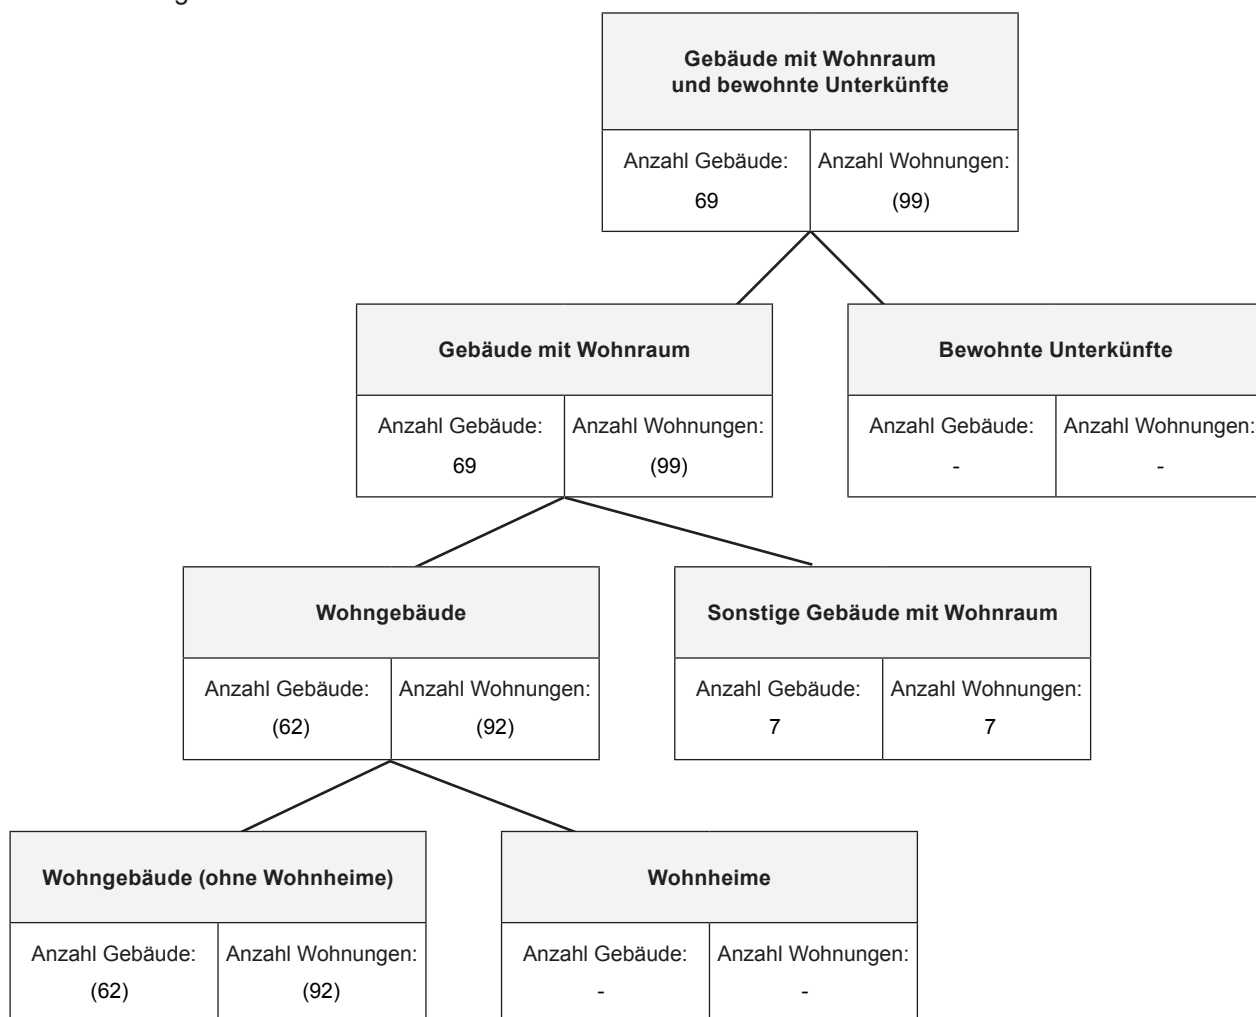 Gebäude mit Wohnraum
und bewohnte Unterkünfte
Anzahl Gebäude:
69
Anzahl Wohnungen:
(99)
Gebäude mit Wohnraum
Anzahl Gebäude:
69
Anzahl Wohnungen:
(99)
Bewohnte Unterkünfte
Anzahl Gebäude:
-
Anzahl Wohnungen:
-
Wohngebäude
Anzahl Gebäude:
(62)
Anzahl Wohnungen:
(92)
Sonstige Gebäude mit Wohnraum
Anzahl Gebäude:
7
Anzahl Wohnungen:
7
Wohngebäude (ohne Wohnheime)
Anzahl Gebäude:
(62)
Anzahl Wohnungen:
(92)
Wohnheime
Anzahl Gebäude:
-
Anzahl Wohnungen:
-